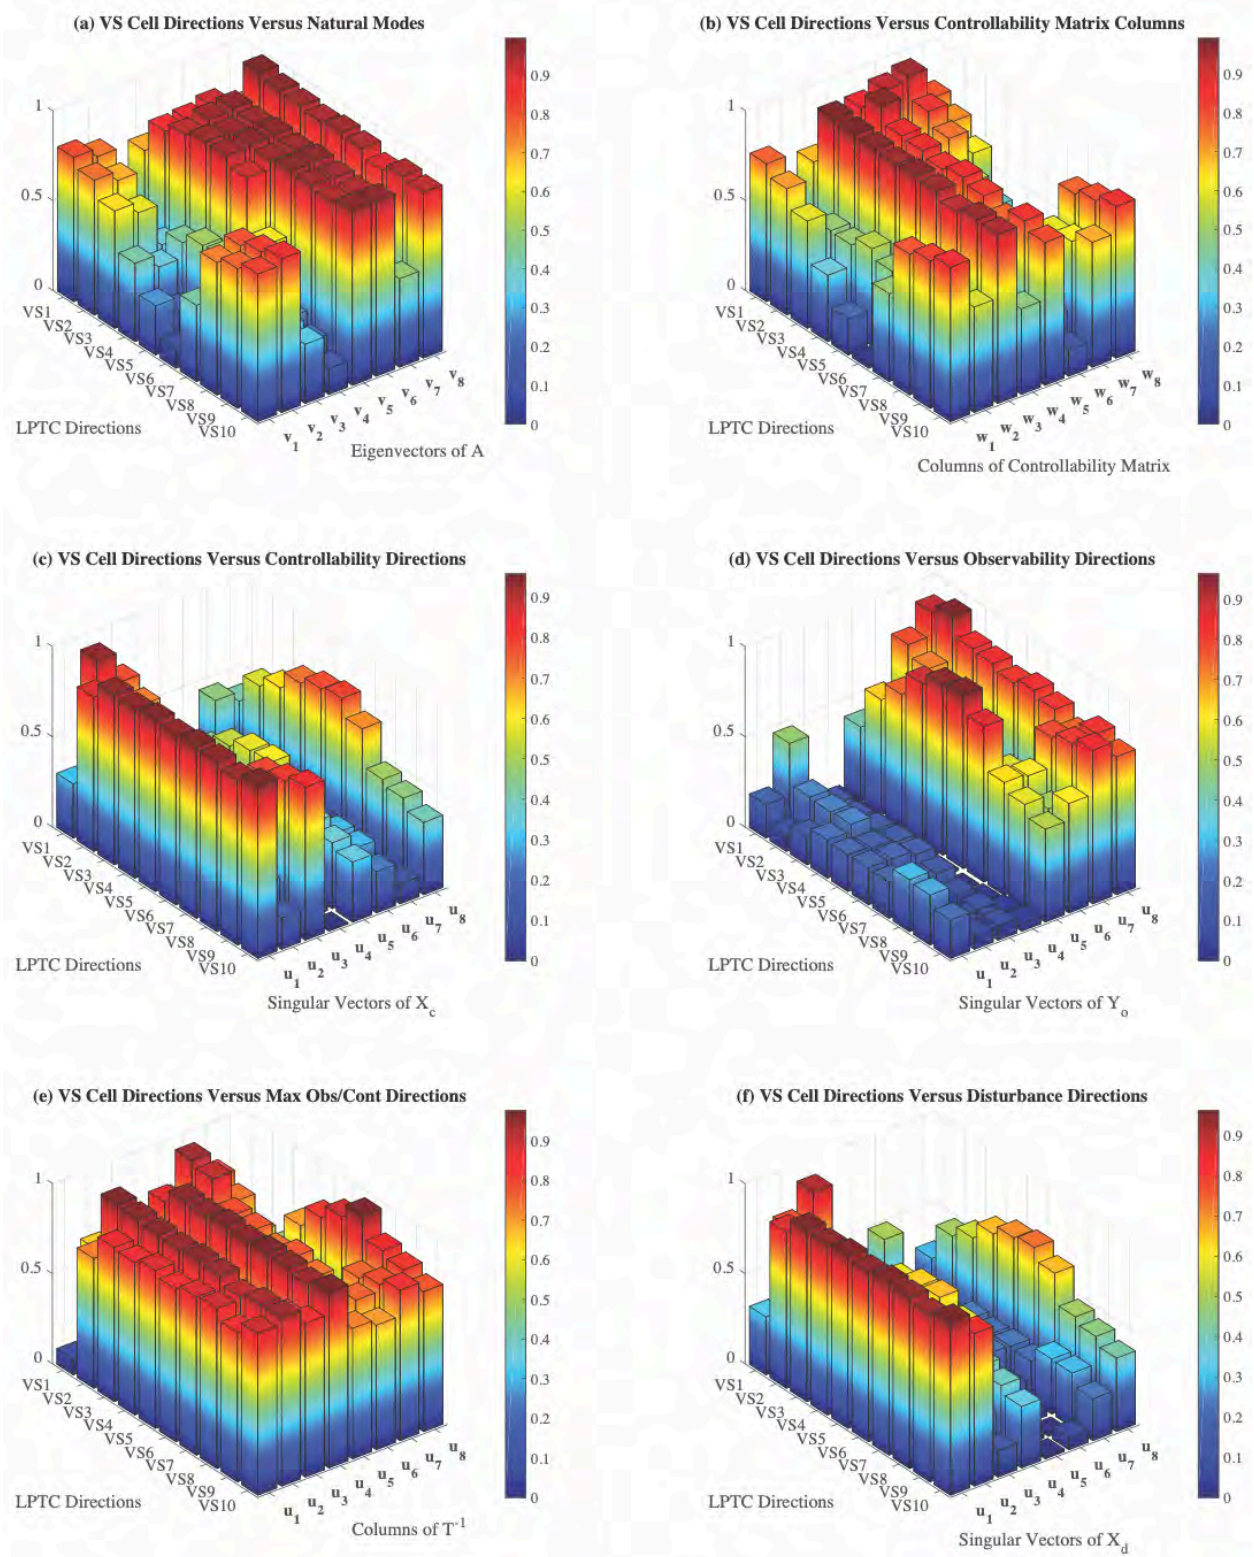 (a) VS Cell Directions Versus Natural Modes
1
0.5
0
VS1
VS2
VS3
VS4
VS5
VS6
VS7
VS8
VS9
VS10
LPTC Directions
v1
v2
v3
v4
v5
v6
v7
v8
Eigenvectors of A
0.9
0.8
0.7
0.6
0.5
0.4
0.3
0.2
0.1
0
(b) VS Cell Directions Versus Controllability Matrix Columns
1
0.5
0
VS1
VS2
VS3
VS4
VS5
VS6
VS7
VS8
VS9
VS10
LPTC Directions
w1
w2
w3
w4
w5
w6
w7
w8
Columns of Controllability Matrix
0.9
0.8
0.7
0.6
0.5
0.4
0.3
0.2
0.1
0
(c) VS Cell Directions Versus Controllability Directions
1
0.5
0
VS1
VS2
VS3
VS4
VS5
VS6
VS7
VS8
VS9
VS10
LPTC Directions
u1
u2
u3
u4
u5
u6
u7
u8
Singular Vectors of Xc
0.9
0.8
0.7
0.6
0.5
0.4
0.3
0.2
0.1
0
(d) VS Cell Directions Versus Observability Directions
1
0.5
0
VS1
VS2
VS3
VS4
VS5
VS6
VS7
VS8
VS9
VS10
LPTC Directions
u1
u2
u3
u4
u5
u6
u7
u8
Singular Vectors of Yo
0.9
0.8
0.7
0.6
0.5
0.4
0.3
0.2
0.1
0
(e) VS Cell Directions Versus Max Obs/Cont Directions
1
0.5
0
VS1
VS2
VS3
VS4
VS5
VS6
VS7
VS8
VS9
VS10
LPTC Directions
u1
u2
u3
u4
u5
u6
u7
u8
Columns of T-1
0.9
0.8
0.7
0.6
0.5
0.4
0.3
0.2
0.1
0
(f) VS Cell Directions Versus Disturbance Directions
1
0.5
0
VS1
VS2
VS3
VS4
VS5
VS6
VS7
VS8
VS9
VS10
LPTC Directions
u1
u2
u3
u4
u5
u6
u7
u8
Singular Vectors of Xd
0.9
0.8
0.7
0.6
0.5
0.4
0.3
0.2
0.1
0